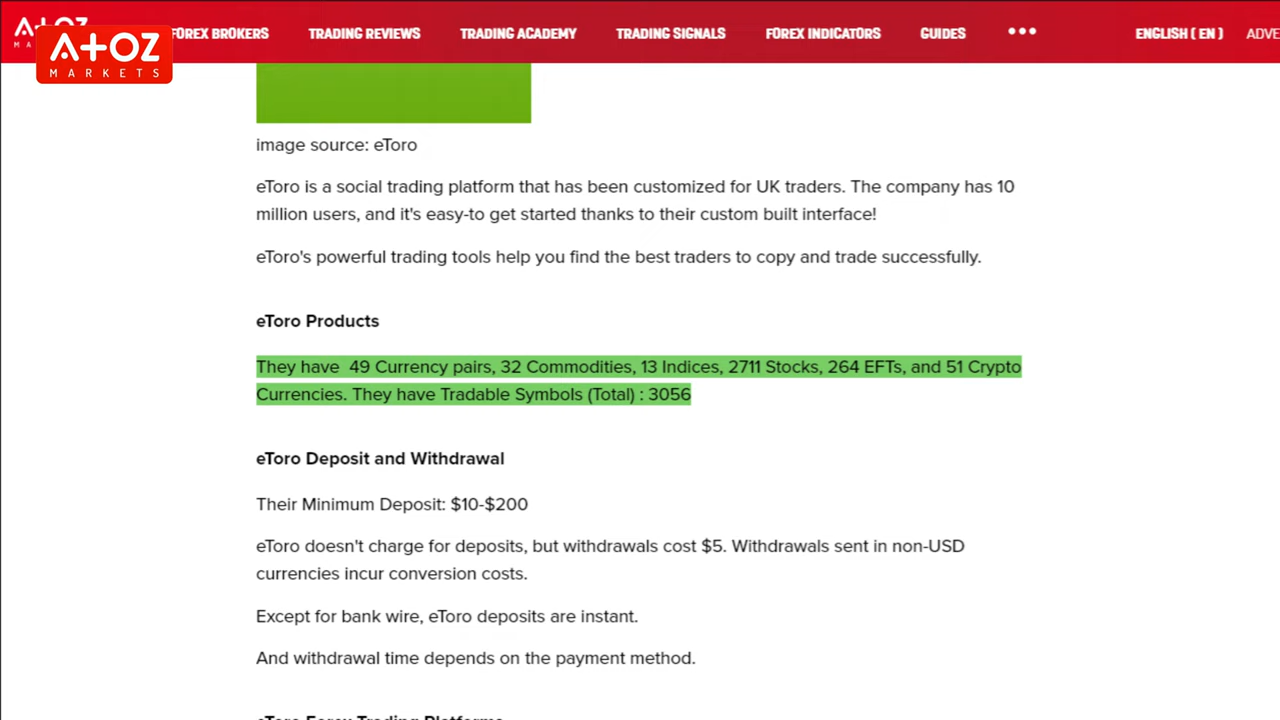 FOREX BROKERS TRADING REVIEWS TRADING ACADEMY TRADING SIGNALS FOREX INDICATORS GUIDES ••• ENGLISH ( EN ) ADVE
A+OZ
MARKETS
image source: eToro
eToro is a social trading platform that has been customized for UK traders. The company has 10
million users, and it's easy-to get started thanks to their custom built interface!
eToro's powerful trading tools help you find the best traders to copy and trade successfully.
eToro Products
They have 49 Currency pairs, 32 Commodities, 13 Indices, 2711 Stocks, 264 EFTs, and 51 Crypto
Currencies. They have Tradable Symbols (Total) : 3056
eToro Deposit and Withdrawal
Their Minimum Deposit: $10-$200
eToro doesn't charge for deposits, but withdrawals cost $5. Withdrawals sent in non-USD
currencies incur conversion costs.
Except for bank wire, eToro deposits are instant.
And withdrawal time depends on the payment method.
eToro Forex Trading Platforms